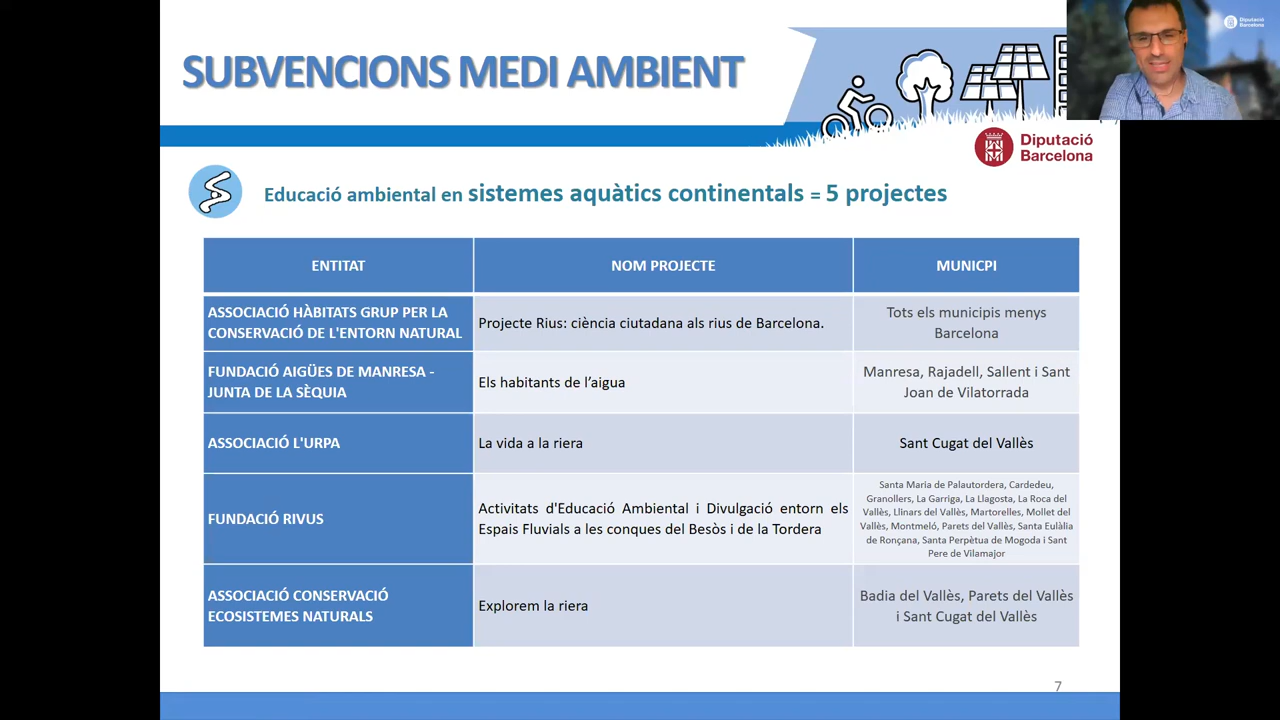 SUBVENCIONS MEDI AMBIENT
Diputació
Barcelona
Diputació
Barcelona
Educació ambiental en sistemes aquàtics continentals = 5 projectes
ENTITAT
NOM PROJECTE
MUNICPI
ASSOCIACIÓ HÀBITATS GRUP PER LA
CONSERVACIÓ DE L'ENTORN NATURAL
Projecte Rius: ciència ciutadana als rius de Barcelona.
Tots els municipis menys
Barcelona
FUNDACIÓ AIGÜES DE MANRESA -
JUNTA DE LA SÈQUIA
Els habitants de l’aigua
Manresa, Rajadell, Sallent i Sant
Joan de Vilatorrada
ASSOCIACIÓ L'URPA
La vida a la riera
Sant Cugat del Vallès
FUNDACIÓ RIVUS
Activitats d'Educació Ambiental i Divulgació entorn els
Espais Fluvials a les conques del Besòs i de la Tordera
Santa Maria de Palautordera, Cardedeu,
Granollers, La Garriga, La Llagosta, La Roca del
Vallès, Llinars del Vallès, Martorelles, Mollet del
Vallès, Montmeló, Parets del Vallès, Santa Eulàlia
de Ronçana, Santa Perpètua de Mogoda i Sant
Pere de Vilamajor
ASSOCIACIÓ CONSERVACIÓ
ECOSISTEMES NATURALS
Explorem la riera
Badia del Vallès, Parets del Vallès
i Sant Cugat del Vallès
7